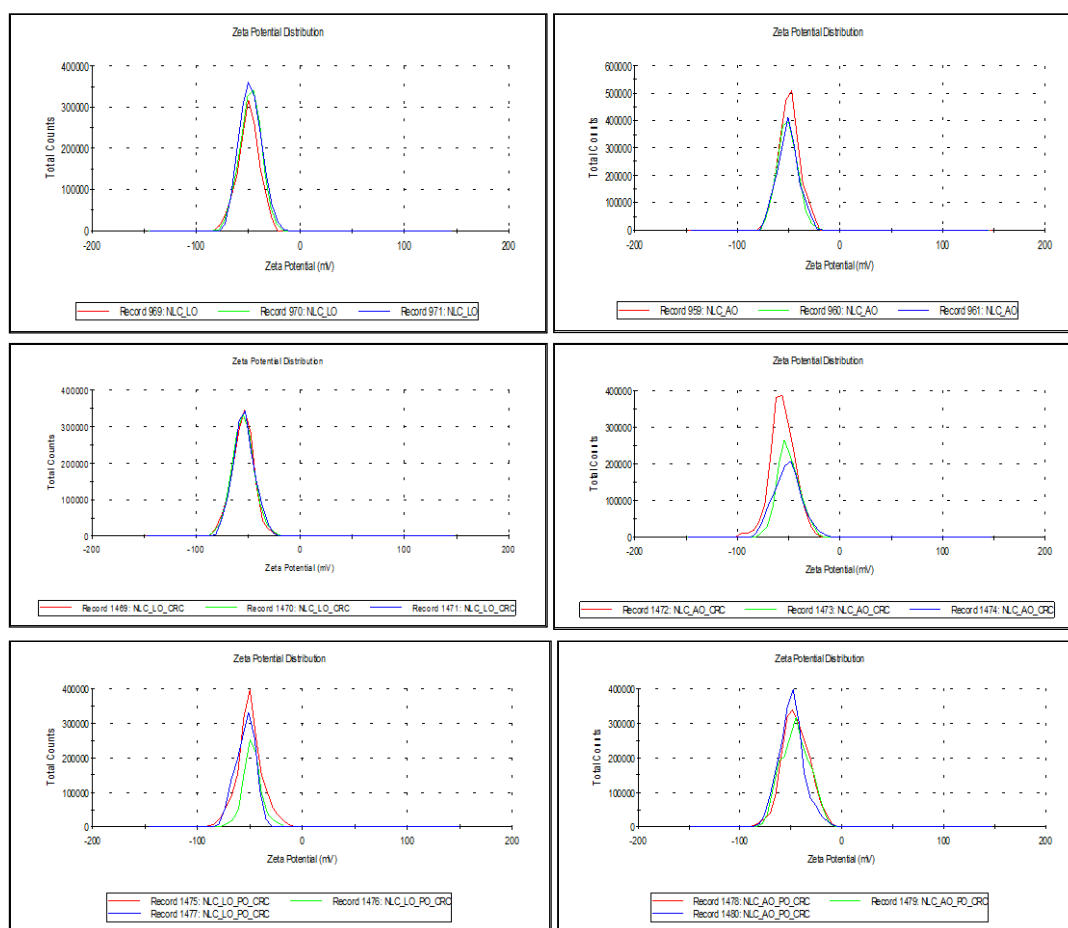 Zeta Potential Distribution
Total Counts
400000
300000
200000
100000
0
-200 -100 0 100 200
Zeta Potential (mV)
Record 969: NLC_LO Record 970: NLC_LO Record 971: NLC_LO
Zeta Potential Distribution
Total Counts
600000
500000
400000
300000
200000
100000
0
-200 -100 0 100 200
Zeta Potential (mV)
Record 959: NLC_AO Record 960: NLC_AO Record 961: NLC_AO
Zeta Potential Distribution
Total Counts
400000
300000
200000
100000
0
-200 -100 0 100 200
Zeta Potential (mV)
Record 1469: NLC_LO_CRC Record 1470: NLC_LO_CRC Record 1471: NLC_LO_CRC
Zeta Potential Distribution
Total Counts
400000
300000
200000
100000
0
-200 -100 0 100 200
Zeta Potential (mV)
Record 1472: NLC_AO_CRC Record 1473: NLC_AO_CRC Record 1474: NLC_AO_CRC
Zeta Potential Distribution
Total Counts
400000
300000
200000
100000
0
-200 -100 0 100 200
Zeta Potential (mV)
Record 1475: NLC_LO_PO_CRC Record 1476: NLC_LO_PO_CRC
Record 1477: NLC_LO_PO_CRC
Zeta Potential Distribution
Total Counts
400000
300000
200000
100000
0
-200 -100 0 100 200
Zeta Potential (mV)
Record 1478: NLC_AO_PO_CRC Record 1479: NLC_AO_PO_CRC
Record 1480: NLC_AO_PO_CRC